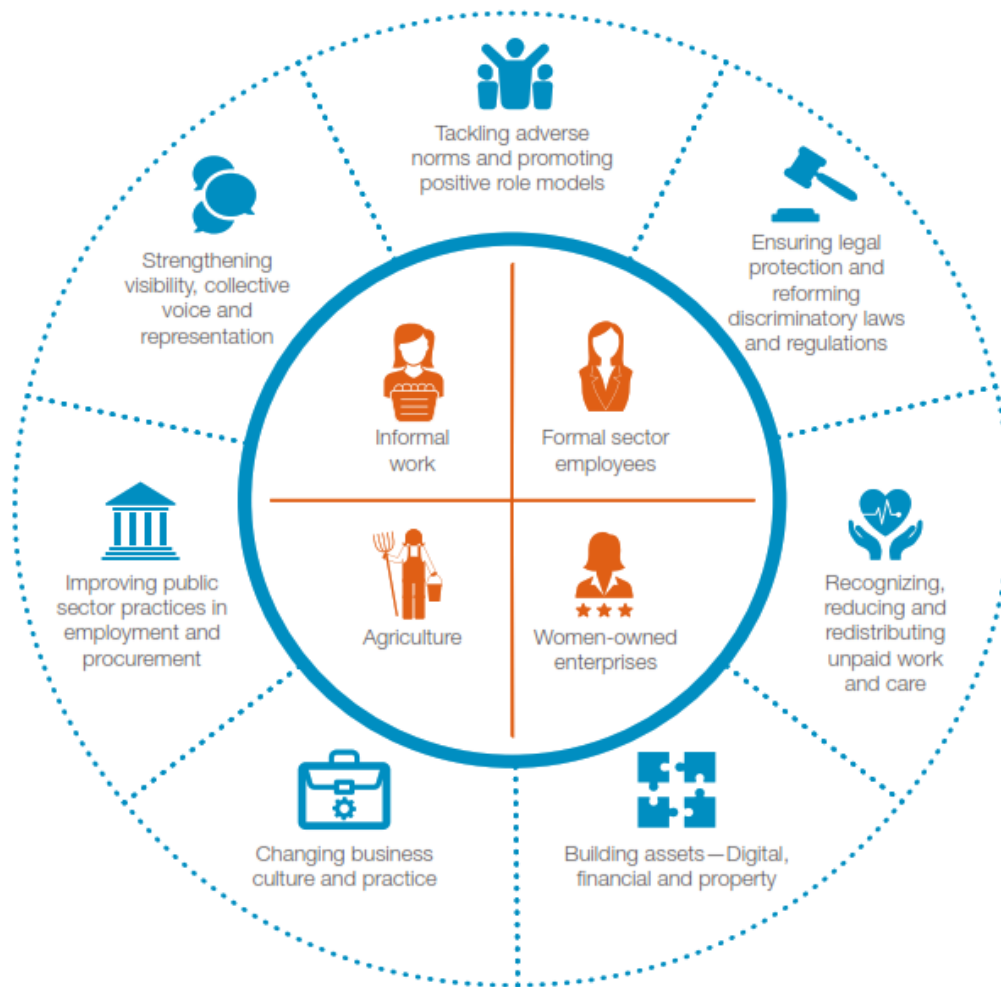 Tackling adverse
norms and promoting
positive role models
Ensuring legal
protection and
reforming
discriminatory laws
and regulations
Recognizing,
reducing and
redistributing
unpaid work
and care
Building assets—Digital,
financial and property
Changing business
culture and practice
Improving public
sector practices in
employment and
procurement
Strengthening
visibility, collective
voice and
representation
Informal
work
Formal sector
employees
Agriculture
Women-owned
enterprises